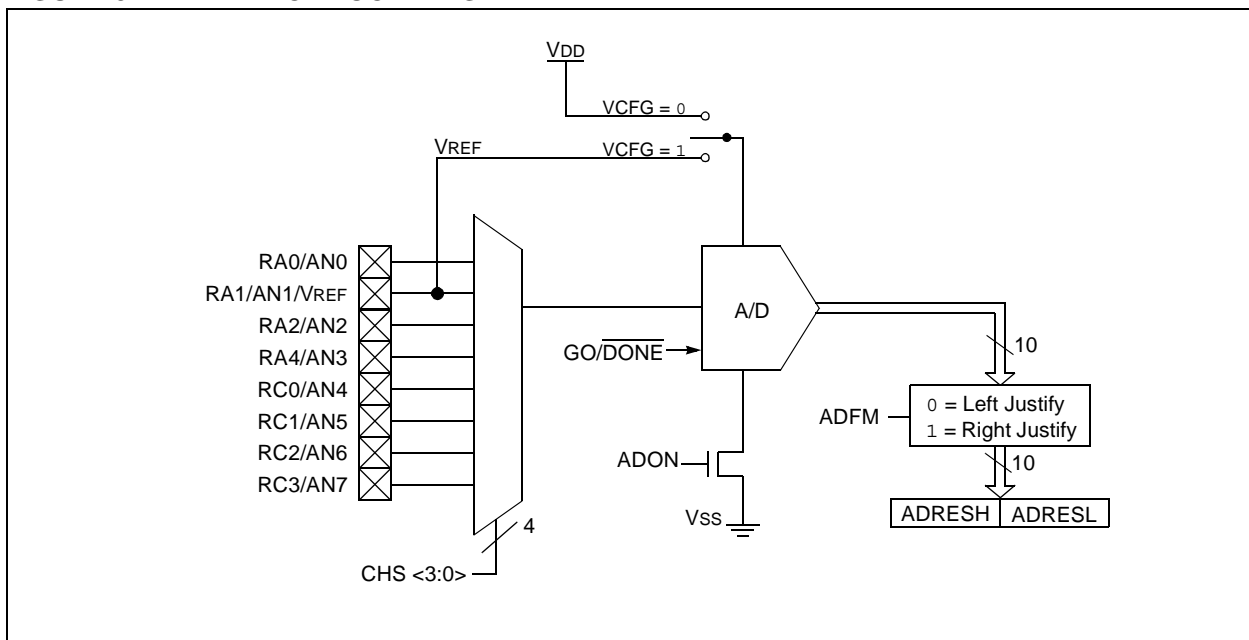 VDD
VCFG = 0
VREF
VCFG = 1
RA0/AN0
RA1/AN1/VREF
RA2/AN2
RA4/AN3
RC0/AN4
RC1/AN5
RC2/AN6
RC3/AN7
A/D
GO/DONE
10
ADFM
0 = Left Justify
1 = Right Justify
ADON
10
VSS
ADRESH ADRESL
4
CHS <3:0>